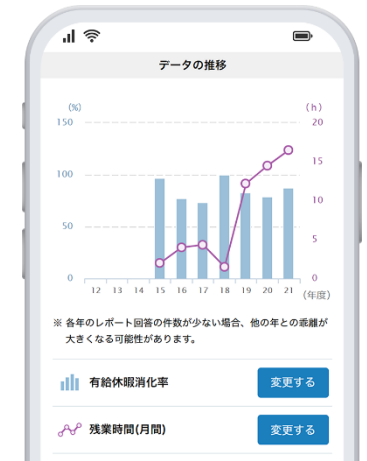 データの推移
(%)
(h)
150
20
100
15
10
50
5
0
0
12 13 14 15 16 17 18 19 20 21
(年度)
※ 各年のレポート回答の件数が少ない場合、他の年との乖離が
大きくなる可能性があります。
有給休暇消化率
変更する
残業時間(月間)
変更する